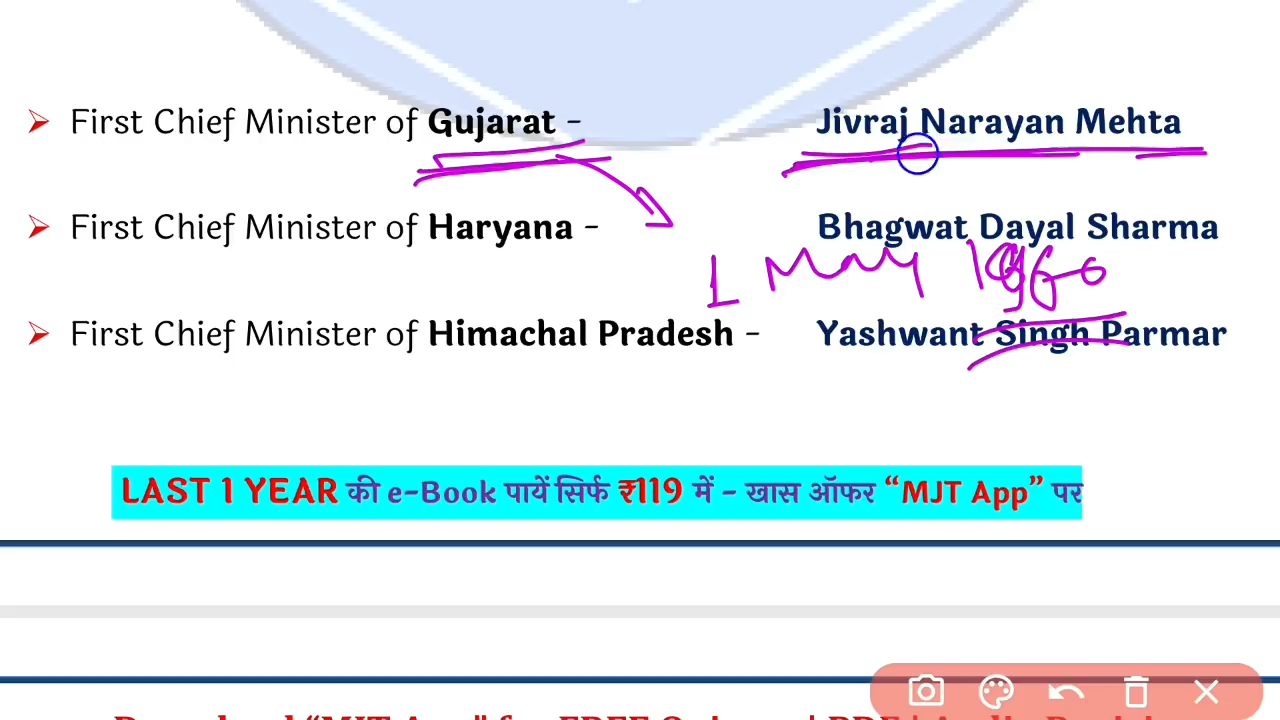 ➢ First Chief Minister of Gujarat - Jivraj Narayan Mehta
➢ First Chief Minister of Haryana - Bhagwat Dayal Sharma
1 May 1960
➢ First Chief Minister of Himachal Pradesh - Yashwant Singh Parmar
LAST 1 YEAR की e-Book पायें सिर्फ ₹119 में - खास ऑफर “MJT App” पर